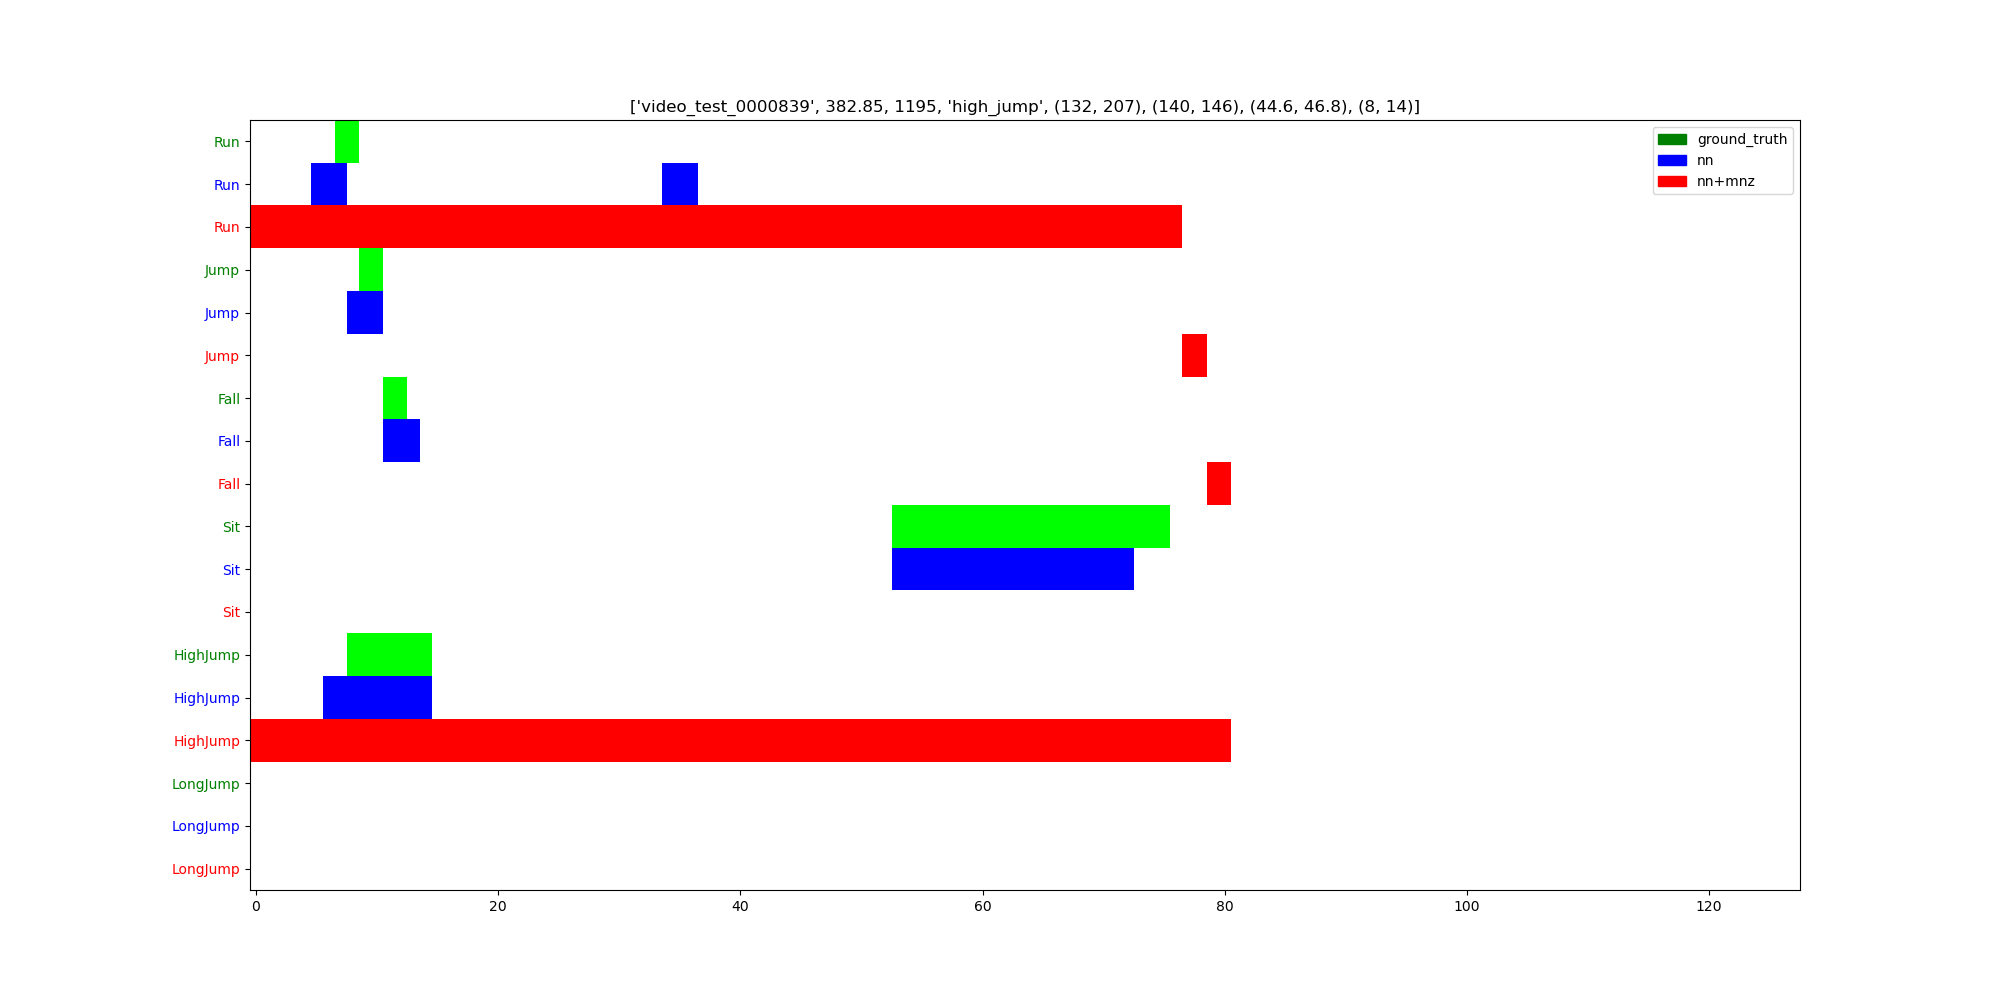 ['video_test_0000839', 382.85, 1195, 'high_jump', (132, 207), (140, 146), (44.6, 46.8), (8, 14)]
ground_truth
nn
nn+mnz
Run
Run
Run
Jump
Jump
Jump
Fall
Fall
Fall
Sit
Sit
Sit
HighJump
HighJump
HighJump
LongJump
LongJump
LongJump
0 20 40 60 80 100 120